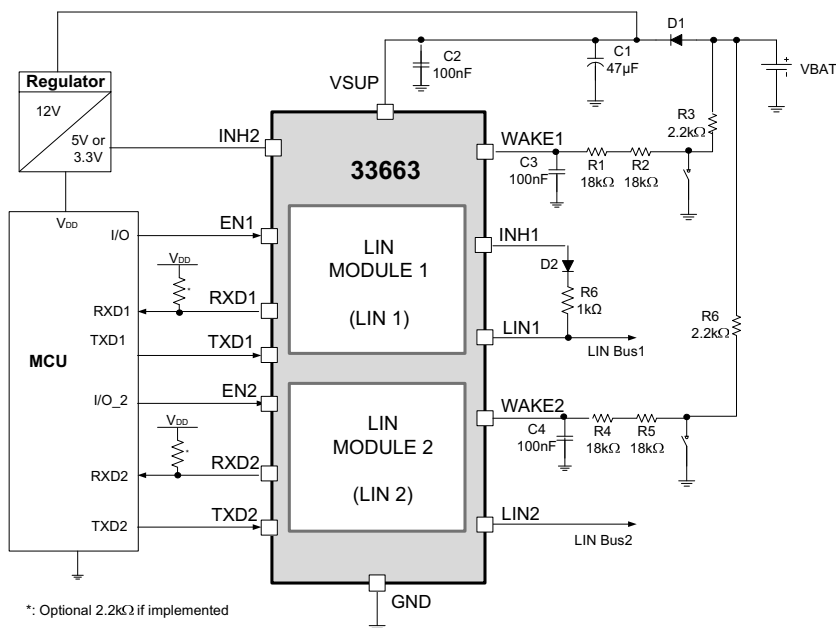 D1
C2
100nF
C1
47µF
VBAT
VSUP
Regulator
12V
5V or
3.3V
INH2
WAKE1
R3
2.2kΩ
C3
100nF
R1
18kΩ
R2
18kΩ
33663
VDD
I/O
EN1
INH1
LIN
MODULE 1
(LIN 1)
D2
R6
1kΩ
VDD
*
RXD1
RXD1
LIN1
LIN Bus1
R6
2.2kΩ
TXD1
TXD1
MCU
I/O_2
EN2
WAKE2
LIN
MODULE 2
(LIN 2)
C4
100nF
R4
18kΩ
R5
18kΩ
VDD
*
RXD2
RXD2
TXD2
TXD2
LIN2
LIN Bus2
GND
*: Optional 2.2kΩ if implemented